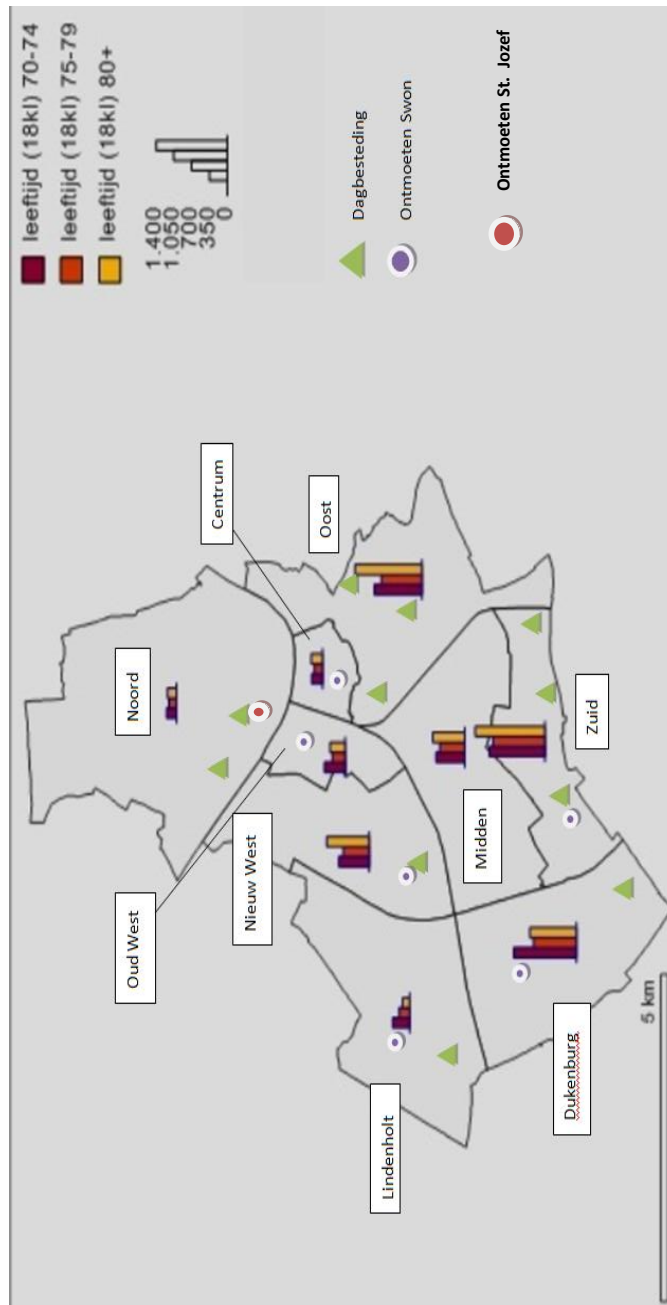 leeftijd (18kl) 70-74
leeftijd (18kl) 75-79
leeftijd (18kl) 80+
1.400
1.050
700
350
0
Dagbesteding
Ontmoeten Swon
Ontmoeten St. Jozef
Noord
Centrum
Oost
Oud West
Nieuw West
Midden
Zuid
Lindenholt
Dukenburg
5 km